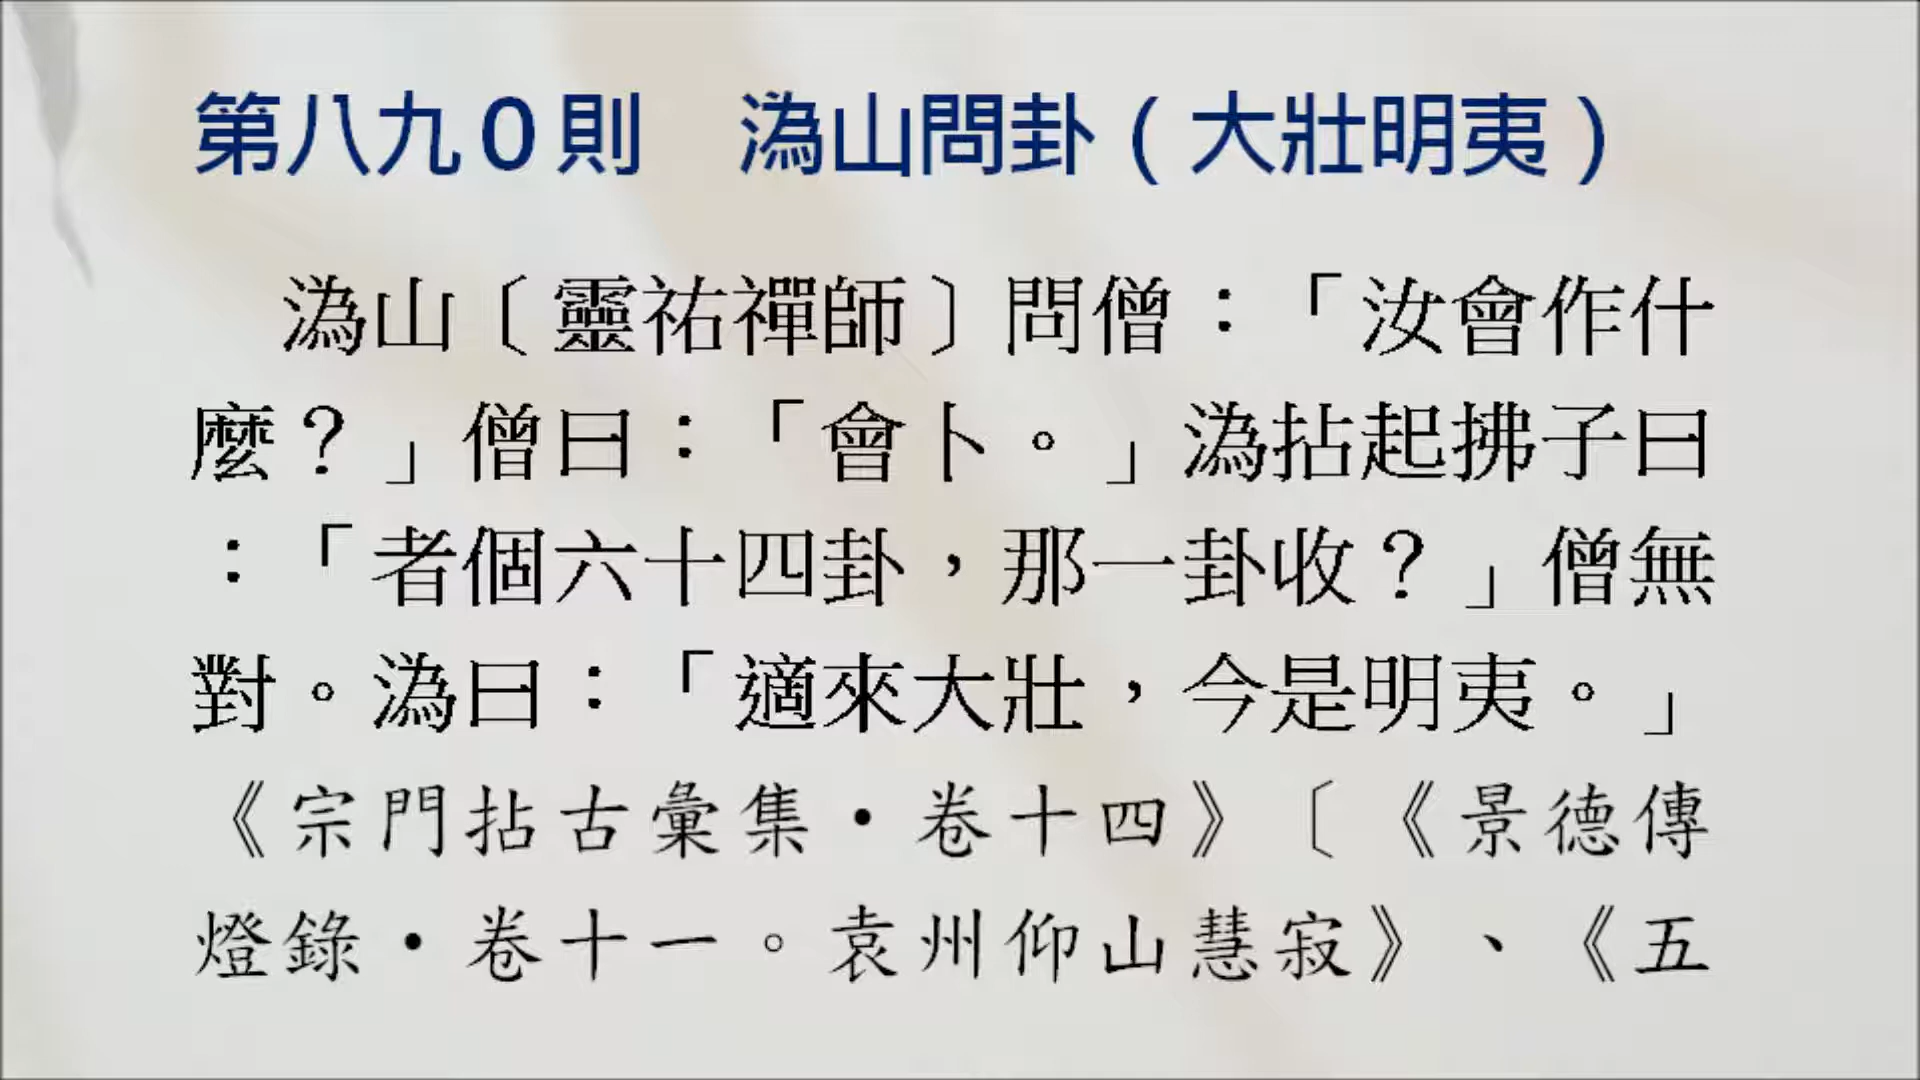 第八九０則　溈山問卦（大壯明夷）
溈山〔靈祐禪師〕問僧：「汝會作什
麼？」僧曰：「會卜。」溈拈起拂子曰
：「者個六十四卦，那一卦收？」僧無
對。溈曰：「適來大壯，今是明夷。」
《宗門拈古彙集・卷十四》〔《景德傳
燈錄・卷十一。袁州仰山慧寂》、《五